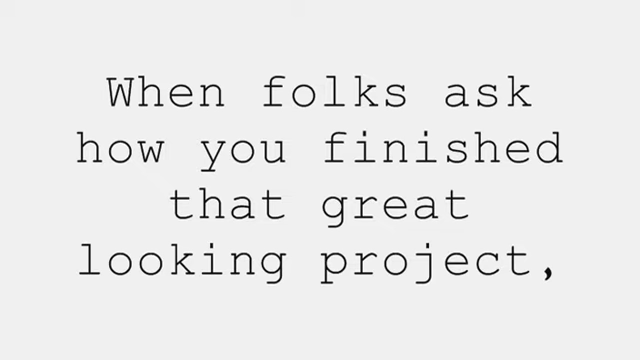 When folks ask
how you finished
that great
looking project,